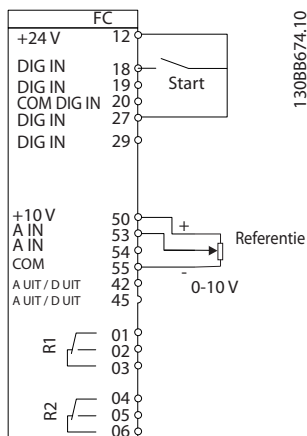 FC
+24 V 12
DIG IN 18
DIG IN 19
COM DIG IN 20
DIG IN 27
DIG IN 29
Start
+10 V 50
A IN 53
A IN 54
COM 55
A UIT / D UIT 42
A UIT / D UIT 45
+
-
Referentie
0-10 V
R1
01
02
03
R2
04
05
06
130BB674.10